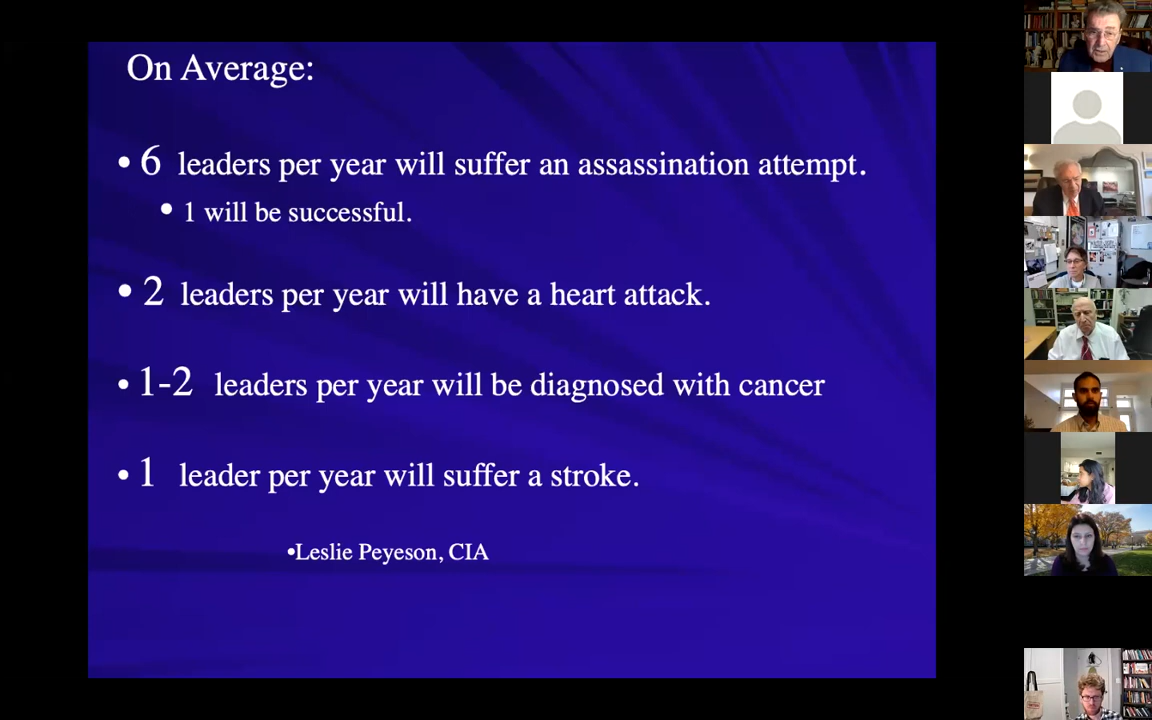 On Average:
• 6 leaders per year will suffer an assassination attempt.
• 1 will be successful.
• 2 leaders per year will have a heart attack.
• 1-2 leaders per year will be diagnosed with cancer
• 1 leader per year will suffer a stroke.
•Leslie Peyeson, CIA